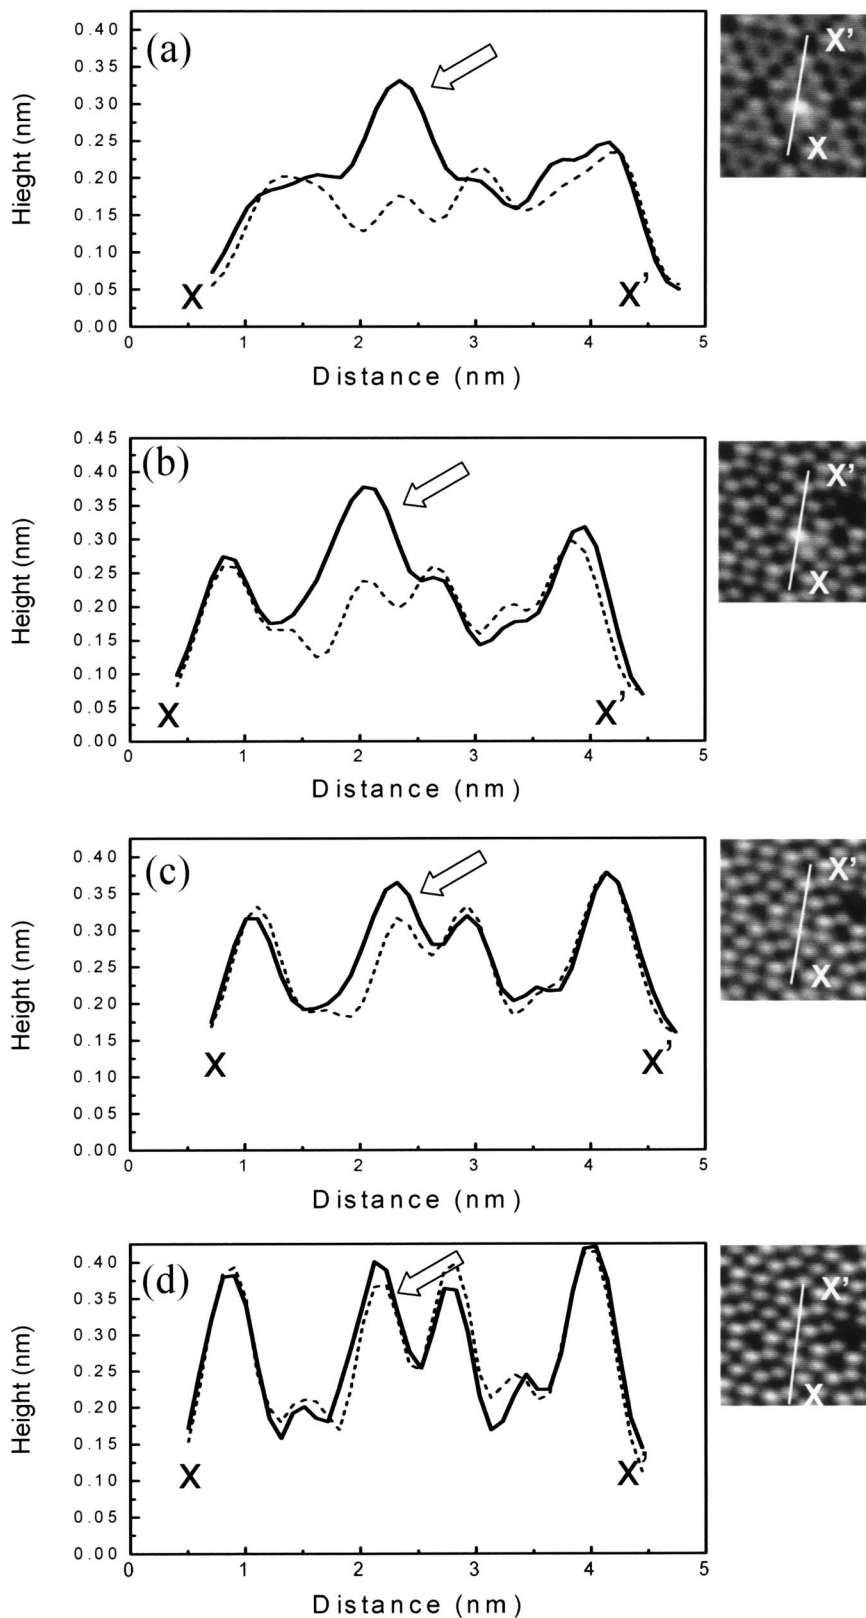 (a)
0.40
0.35
0.30
0.25
0.20
0.15
0.10
0.05
0.00
Hieght (nm)
X
X'
0 1 2 3 4 5
Distance (nm)
X'
X
(b)
0.45
0.40
0.35
0.30
0.25
0.20
0.15
0.10
0.05
0.00
Height (nm)
X
X'
0 1 2 3 4 5
Distance (nm)
X'
X
(c)
0.40
0.35
0.30
0.25
0.20
0.15
0.10
0.05
0.00
Height (nm)
X
X'
0 1 2 3 4 5
Distance (nm)
X'
X
(d)
0.40
0.35
0.30
0.25
0.20
0.15
0.10
0.05
0.00
Height (nm)
X
X'
0 1 2 3 4 5
Distance (nm)
X'
X